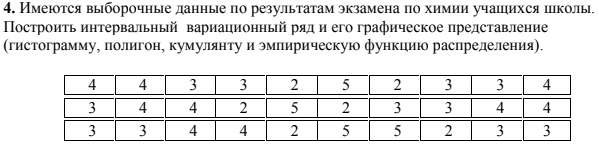 4. Имеются выборочные данные по результатам экзамена по химии учащихся школы.
Построить интервальный вариационный ряд и его графическое представление
(гистограмму, полигон, кумулянту и эмпирическую функцию распределения).
4 4 3 3 2 5 2 3 3 4
3 4 4 2 5 2 3 3 4 4
3 3 4 4 2 5 5 2 3 3